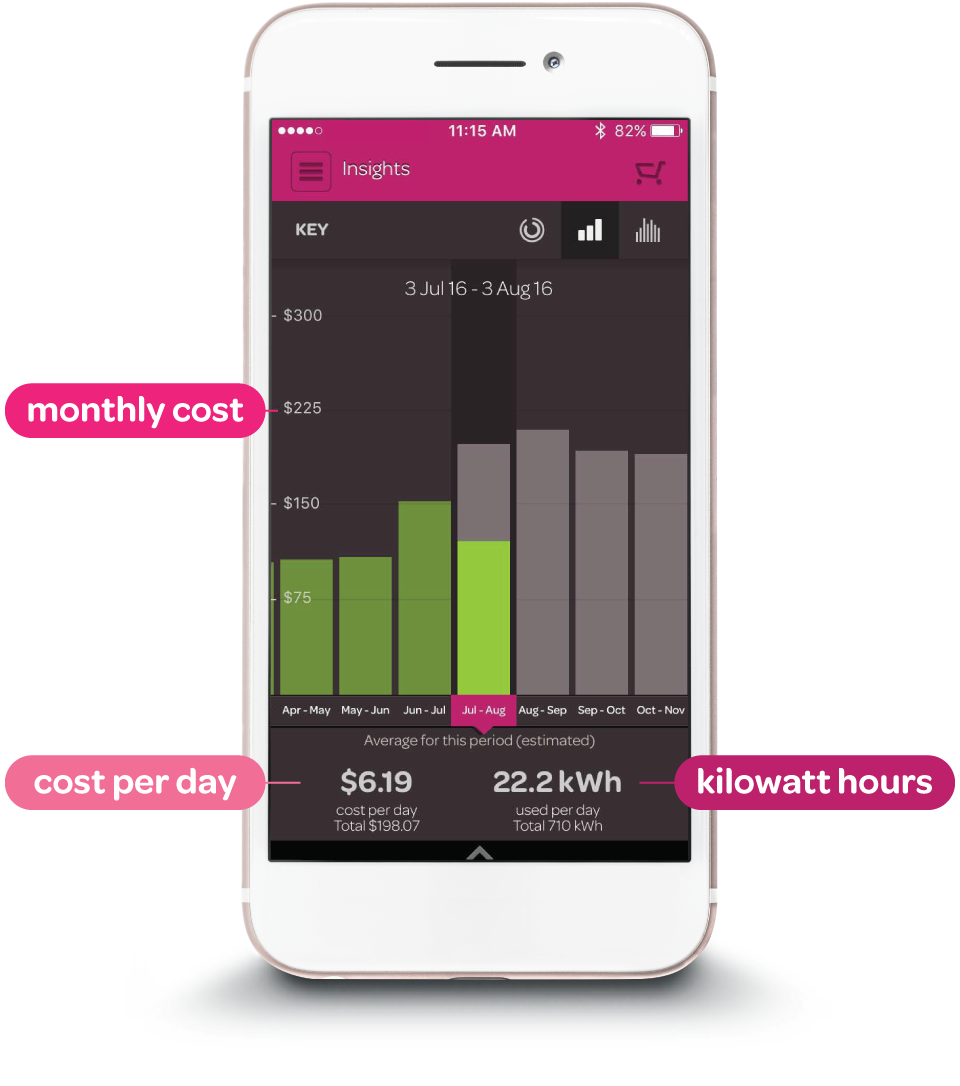 11:15 AM
82%
Insights
KEY
3 Jul 16 - 3 Aug 16
$300
monthly cost
$225
$150
$75
Apr - May May - Jun Jun - Jul Jul - Aug Aug - Sep Sep - Oct Oct - Nov
Average for this period (estimated)
cost per day
$6.19
22.2 kWh
kilowatt hours
cost per day
used per day
Total $198.07
Total 710 kWh